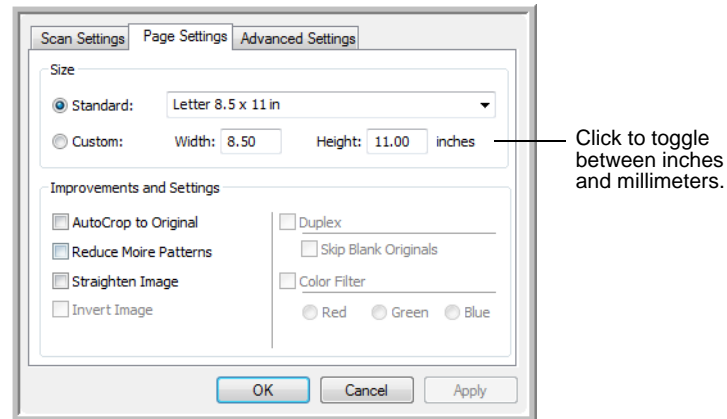 Scan Settings Page Settings Advanced Settings
Size
Standard: Letter 8.5 x 11 in
Custom: Width: 8.50 Height: 11.00 inches
Click to toggle
between inches
and millimeters.
Improvements and Settings
AutoCrop to Original
Reduce Moire Patterns
Straighten Image
Invert Image
Duplex
Skip Blank Originals
Color Filter
Red Green Blue
OK Cancel Apply